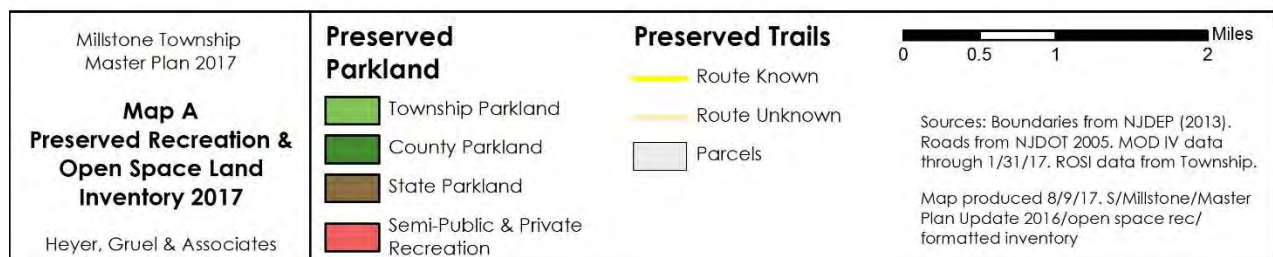 Millstone Township
Master Plan 2017
Map A
Preserved Recreation &
Open Space Land
Inventory 2017
Heyer, Gruel & Associates
Preserved
Parkland
Township Parkland
County Parkland
State Parkland
Semi-Public & Private
Recreation
Preserved Trails
Route Known
Route Unknown
Parcels
Miles
0 0.5 1 2
Sources: Boundaries from NJDEP (2013).
Roads from NJDOT 2005. MOD IV data
through 1/31/17. ROSI data from Township.
Map produced 8/9/17. S/Millstone/Master
Plan Update 2016/open space rec/
formatted inventory